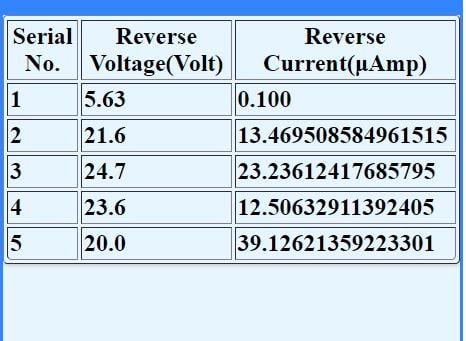 Serial No. Reverse Voltage(Volt) Reverse Current(μAmp)
1 5.63 0.100
2 21.6 13.469508584961515
3 24.7 23.23612417685795
4 23.6 12.50632911392405
5 20.0 39.12621359223301